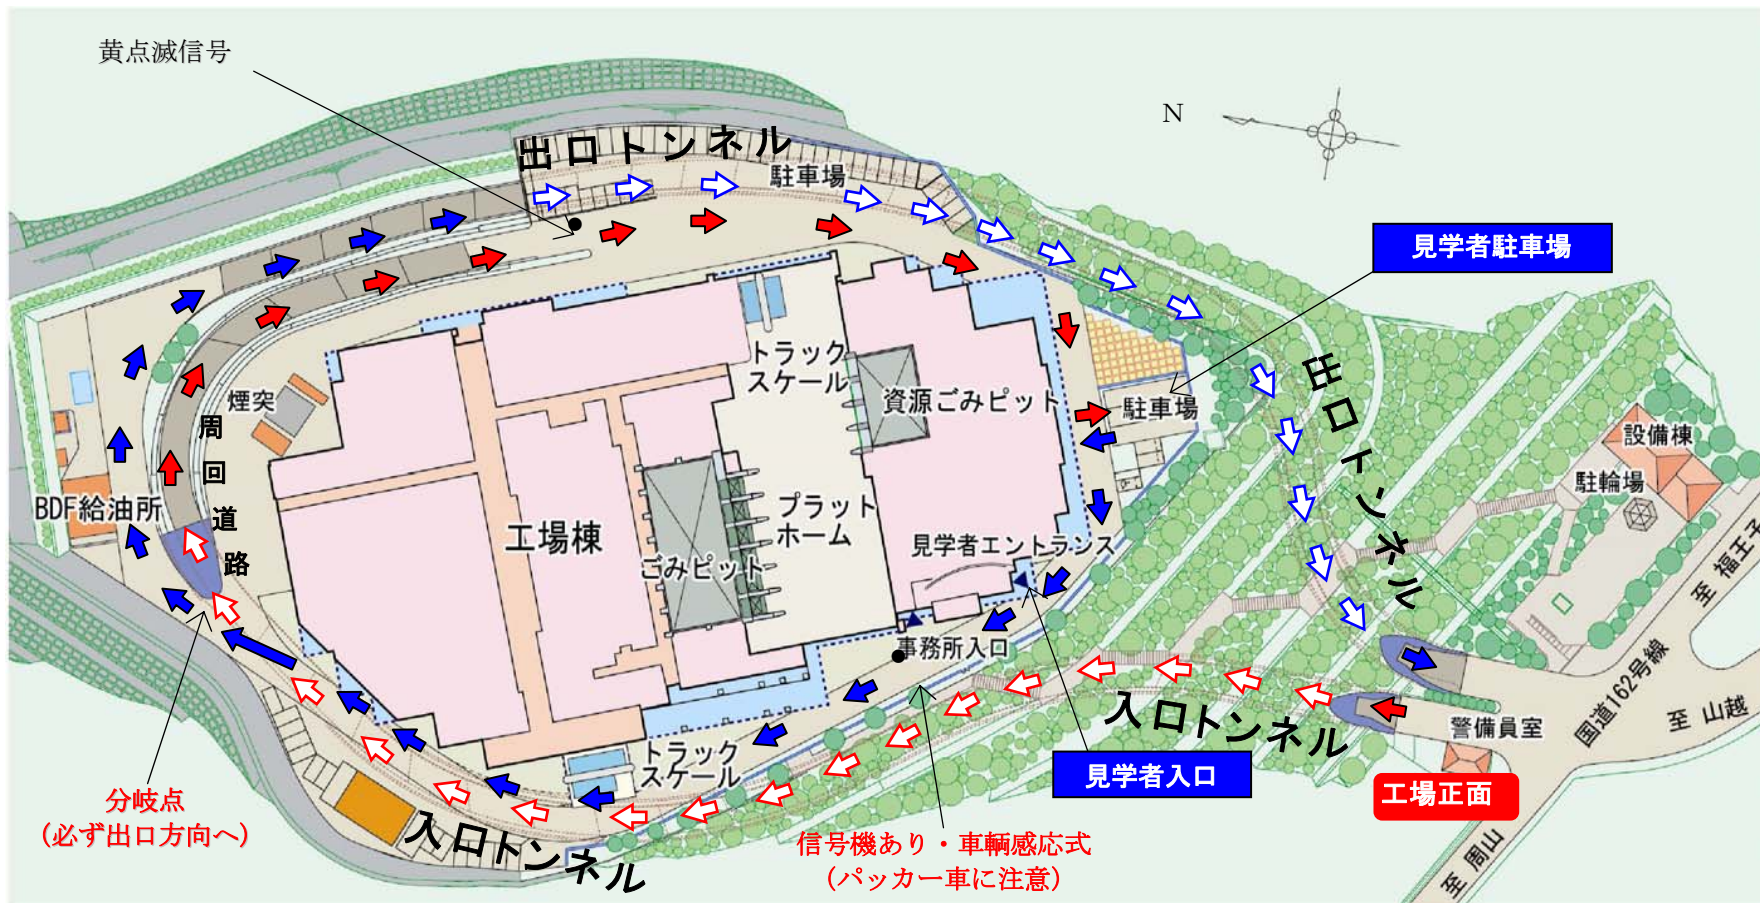 黄点滅信号
N
出口トンネル
駐車場
見学者駐車場
トラック
スケール
資源ごみピット
駐車場
煙突
周回道路
出口トンネル
設備棟
駐輪場
BDF給油所
工場棟
プラット
ホーム
ごみピット
見学者エントランス
事務所入口
至 福王子
国道162号線
至 山越
警備員室
入口トンネル
トラック
スケール
見学者入口
工場正面
分岐点
（必ず出口方向へ）
入口トンネル
信号機あり・車輌感応式
（パッカー車に注意）
至 周山